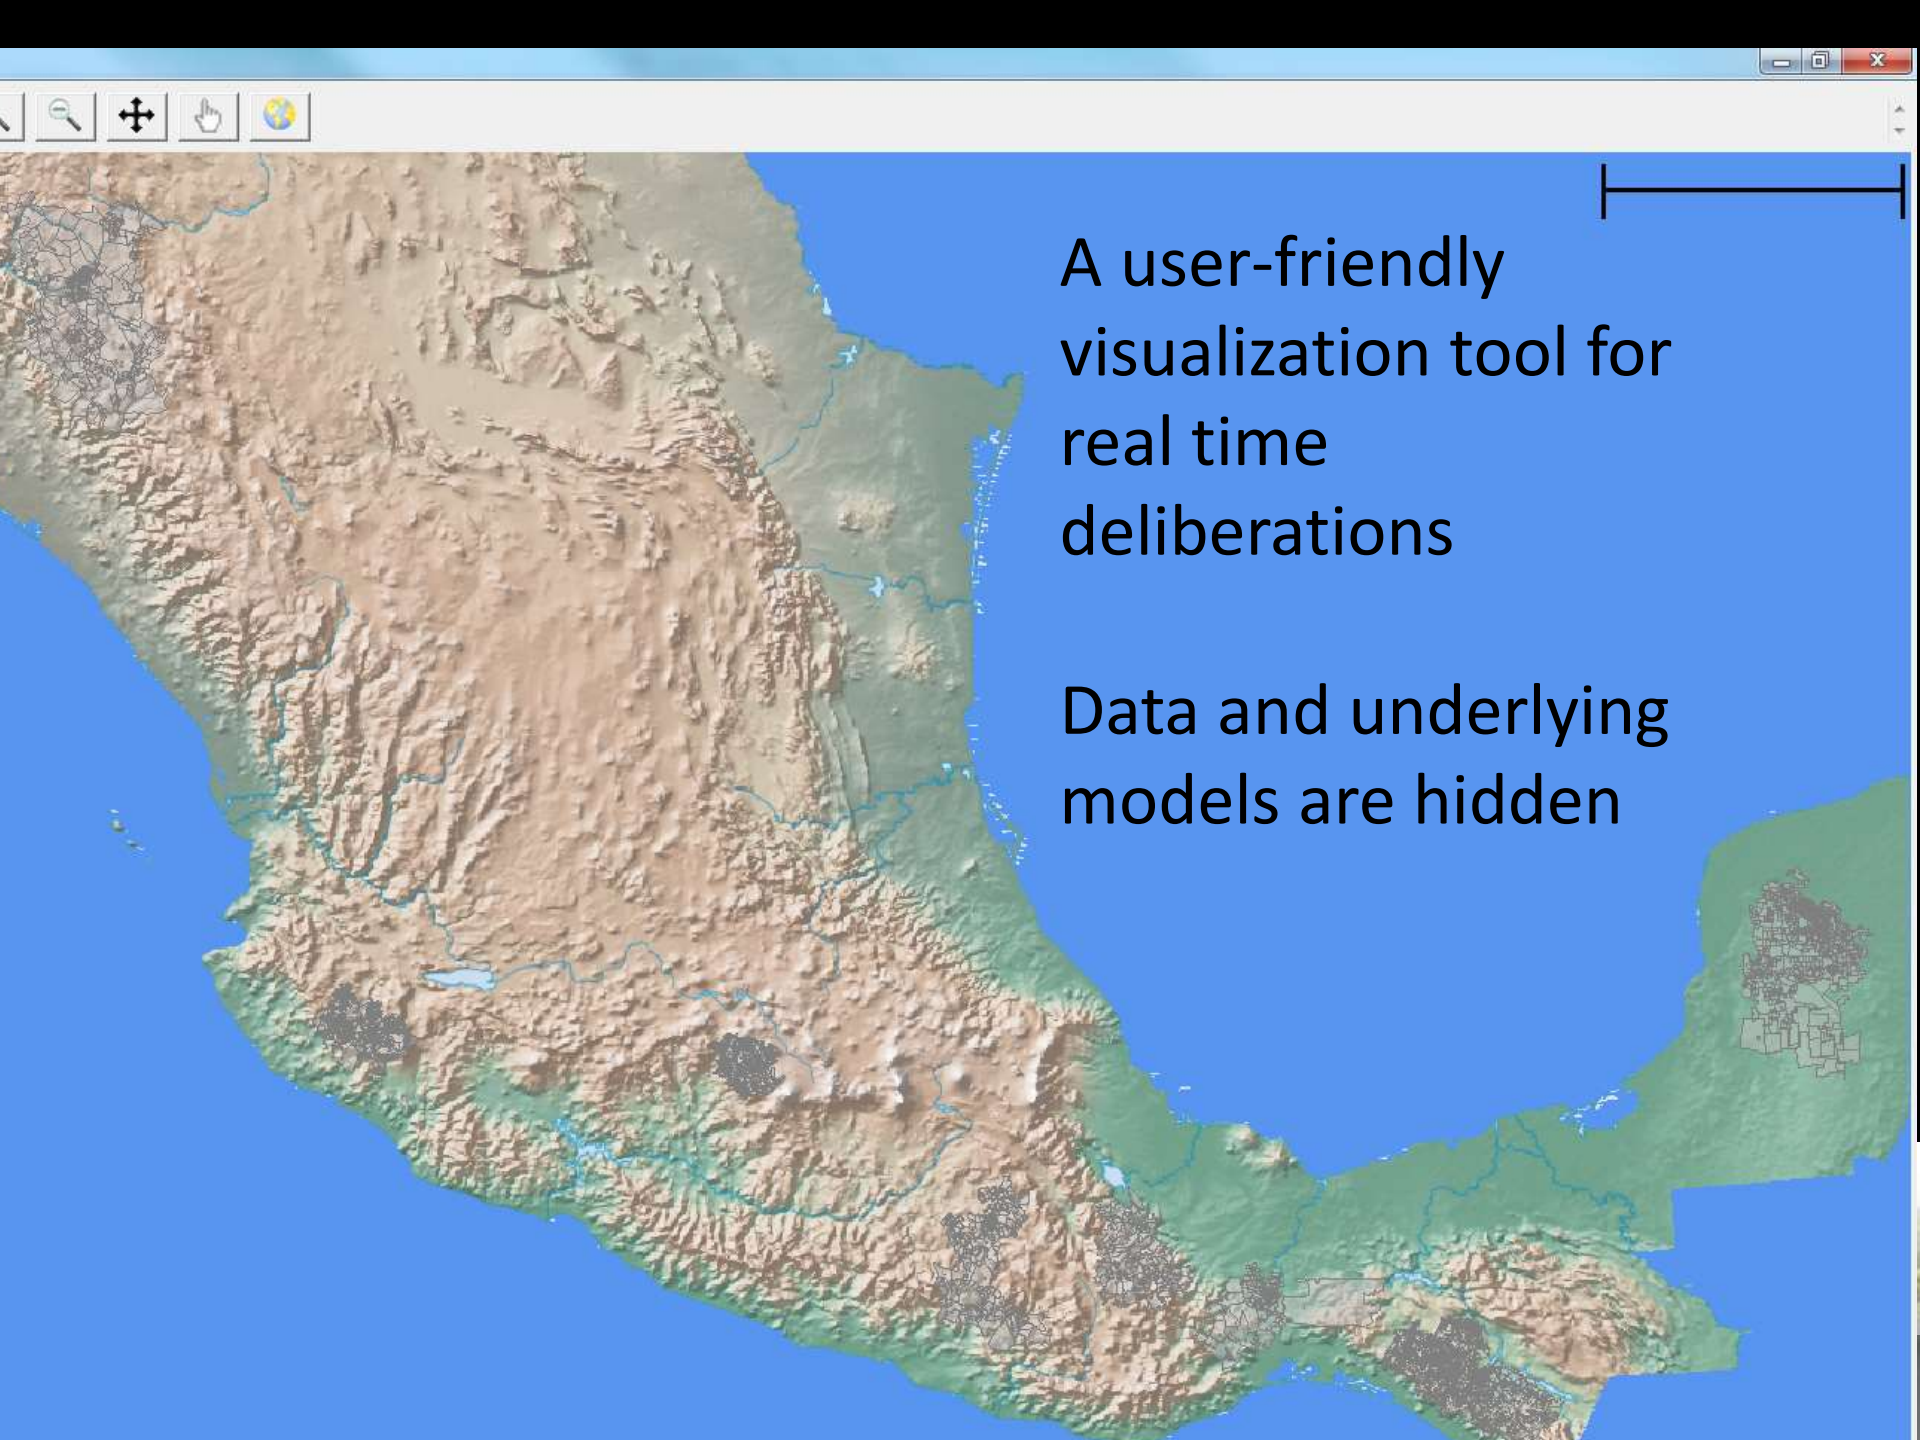 A user-friendly
visualization tool for
real time
deliberations
Data and underlying
models are hidden